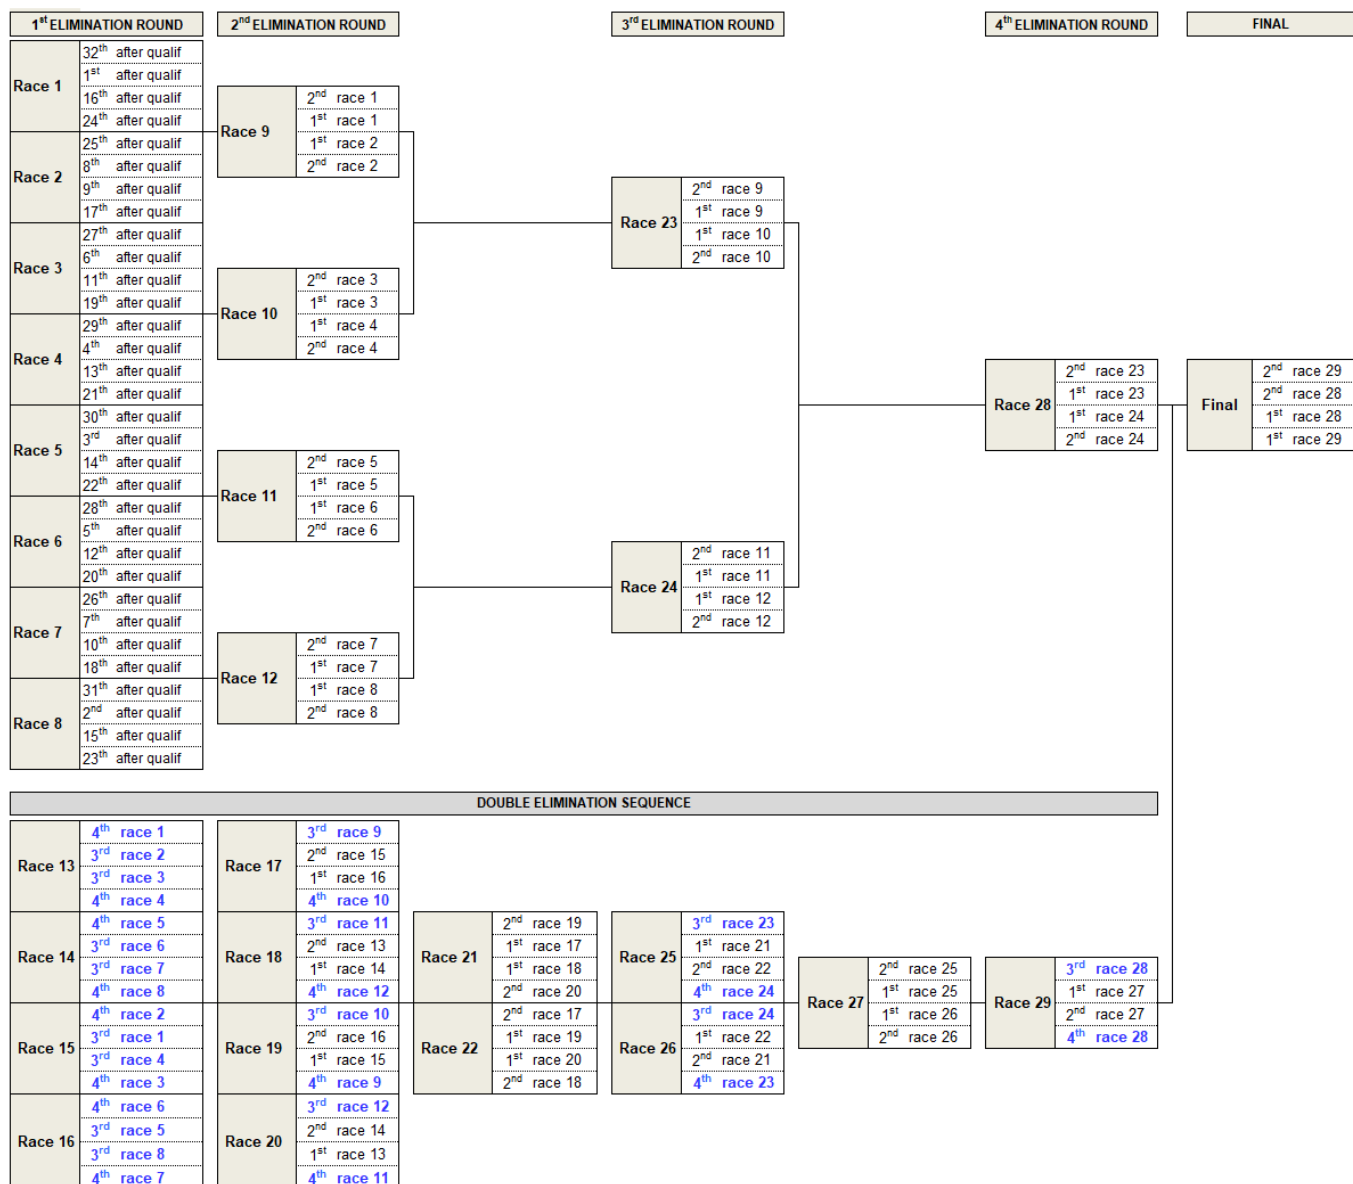 1st ELIMINATION ROUND
2nd ELIMINATION ROUND
3rd ELIMINATION ROUND
4th ELIMINATION ROUND
FINAL
Race 1
32th after qualif
1st after qualif
16th after qualif
24th after qualif
Race 2
25th after qualif
8th after qualif
9th after qualif
17th after qualif
Race 3
27th after qualif
6th after qualif
11th after qualif
19th after qualif
Race 4
29th after qualif
4th after qualif
13th after qualif
21th after qualif
Race 5
30th after qualif
3rd after qualif
14th after qualif
22th after qualif
Race 6
28th after qualif
5th after qualif
12th after qualif
20th after qualif
Race 7
26th after qualif
7th after qualif
10th after qualif
18th after qualif
Race 8
31th after qualif
2nd after qualif
15th after qualif
23th after qualif
Race 9
2nd race 1
1st race 1
1st race 2
2nd race 2
Race 10
2nd race 3
1st race 3
1st race 4
2nd race 4
Race 11
2nd race 5
1st race 5
1st race 6
2nd race 6
Race 12
2nd race 7
1st race 7
1st race 8
2nd race 8
Race 23
2nd race 9
1st race 9
1st race 10
2nd race 10
Race 24
2nd race 11
1st race 11
1st race 12
2nd race 12
Race 28
2nd race 23
1st race 23
1st race 24
2nd race 24
Final
2nd race 29
2nd race 28
1st race 28
1st race 29
DOUBLE ELIMINATION SEQUENCE
Race 13
4th race 1
3rd race 2
3rd race 3
4th race 4
Race 14
4th race 5
3rd race 6
3rd race 7
4th race 8
Race 15
4th race 2
3rd race 1
3rd race 4
4th race 3
Race 16
4th race 6
3rd race 5
3rd race 8
4th race 7
Race 17
3rd race 9
2nd race 15
1st race 16
4th race 10
Race 18
3rd race 11
2nd race 13
1st race 14
4th race 12
Race 19
3rd race 10
2nd race 16
1st race 15
4th race 9
Race 20
3rd race 12
2nd race 14
1st race 13
4th race 11
Race 21
2nd race 19
1st race 17
1st race 18
2nd race 20
Race 22
2nd race 17
1st race 19
1st race 20
2nd race 18
Race 25
3rd race 23
1st race 21
2nd race 22
4th race 24
Race 26
3rd race 24
1st race 22
2nd race 21
4th race 23
Race 27
2nd race 25
1st race 25
1st race 26
2nd race 26
Race 29
3rd race 28
1st race 27
2nd race 27
4th race 28